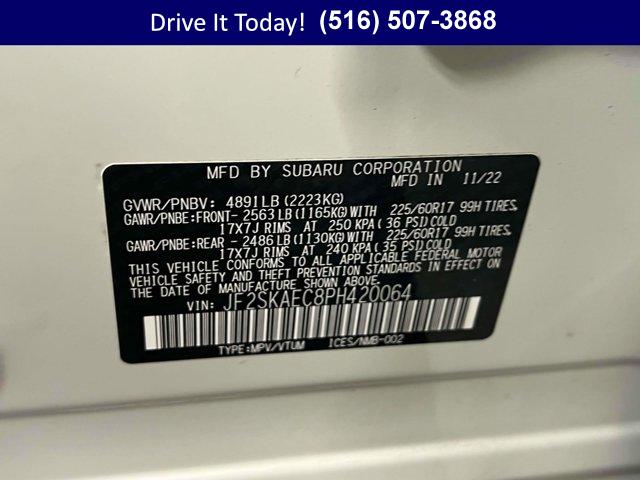 Drive It Today! (516) 507-3868
MFD BY SUBARU CORPORATION
MFD IN 11/22
GVWR/PNBV: 4891LB (2223KG)
GAWR/PNBE:FRONT- 2563LB (1165KG)WITH 225/60R17 99H TIRES,
17X7J RIMS AT 250 KPA (36 PSI)COLD
GAWR/PNBE:REAR - 2486LB (1130KG)WITH 225/60R17 99H TIRES,
17X7J RIMS AT 240 KPA (35 PSI)COLD
THIS VEHICLE CONFORMS TO ALL APPLICABLE FEDERAL MOTOR
VEHICLE SAFETY AND THEFT PREVENTION STANDARDS IN EFFECT ON
THE DATE OF MANUFACTURE SHOWN ABOVE.
VIN: JF2SKAEC8PH420064
TYPE:MPV/VTUM ICES/NMB-002